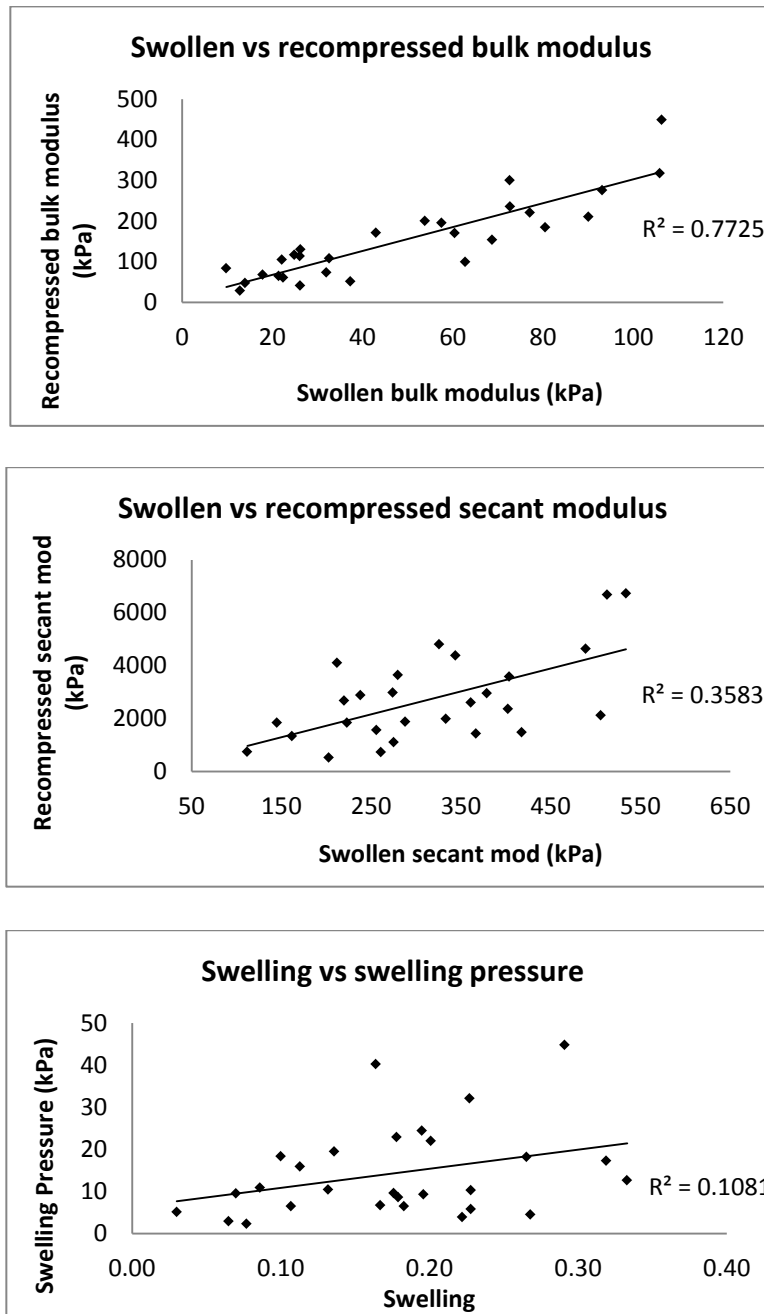 Swollen vs recompressed bulk modulus
Recompressed bulk modulus
(kPa)
500
400
300
200
100
0
R² = 0.7725
0 20 40 60 80 100 120
Swollen bulk modulus (kPa)
Swollen vs recompressed secant modulus
Recompressed secant mod
(kPa)
8000
6000
4000
2000
0
R² = 0.3583
50 150 250 350 450 550 650
Swollen secant mod (kPa)
Swelling vs swelling pressure
Swelling Pressure (kPa)
50
40
30
20
10
0
R² = 0.1081
0.00 0.10 0.20 0.30 0.40
Swelling